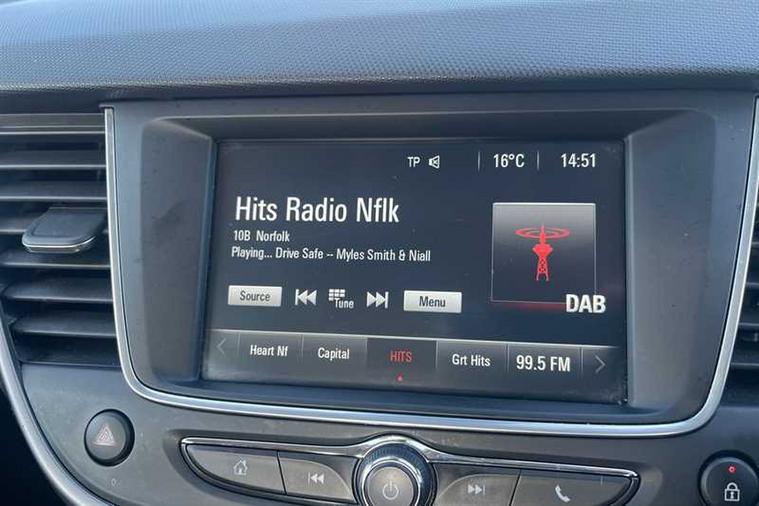 TP 16°C 14:51
Hits Radio Nflk
10B Norfolk
Playing... Drive Safe -- Myles Smith & Niall
Source Tune Menu
DAB
Heart Nf Capital HITS Grt Hits 99.5 FM